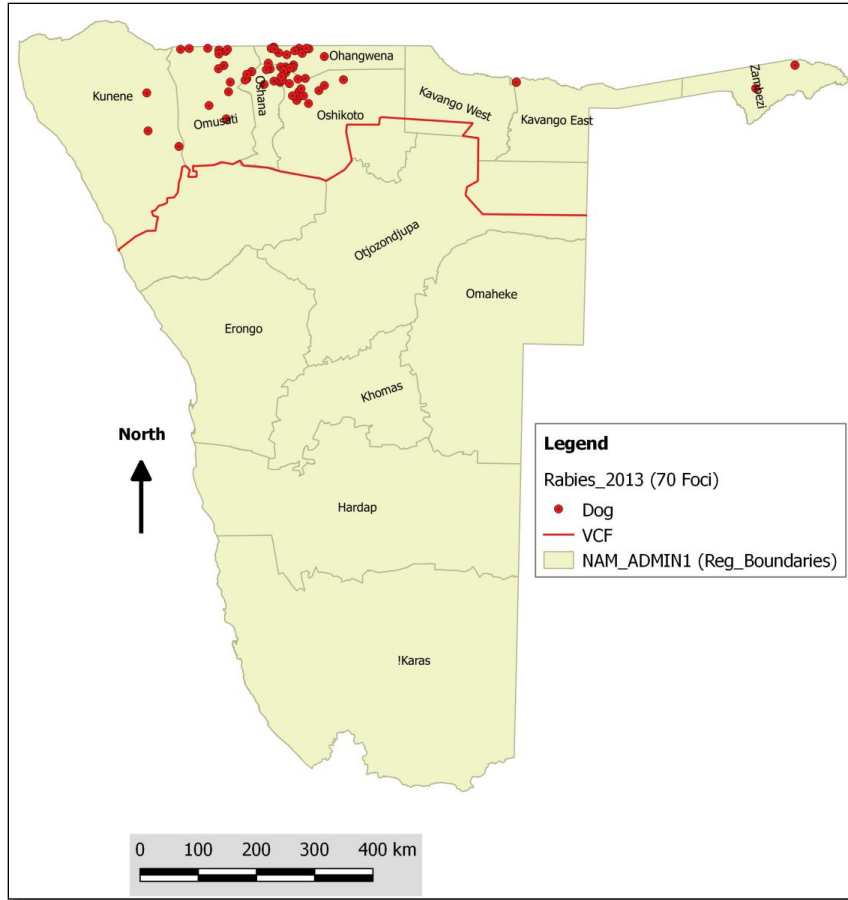 Ohangwena
Kunene
Oshana
Zambezi
Omusati
Oshikoto
Kavango West
Kavango East
Otjozondjupa
Omaheke
Erongo
Khomas
North
Hardap
!Karas
Legend
Rabies_2013 (70 Foci)
Dog
VCF
NAM_ADMIN1 (Reg_Boundaries)
0 100 200 300 400 km